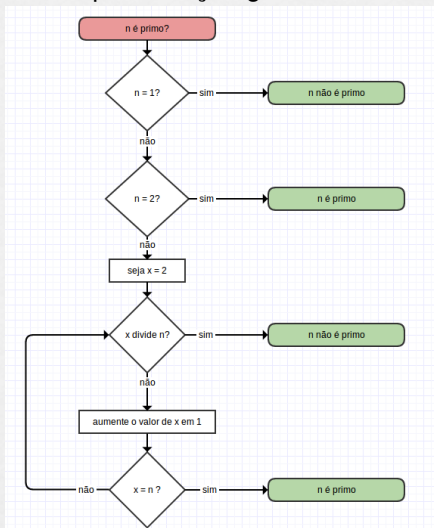 n é primo?
n = 1?
sim
n não é primo
não
n = 2?
sim
n é primo
não
seja x = 2
x divide n?
sim
n não é primo
não
aumente o valor de x em 1
não
x = n ?
sim
n é primo